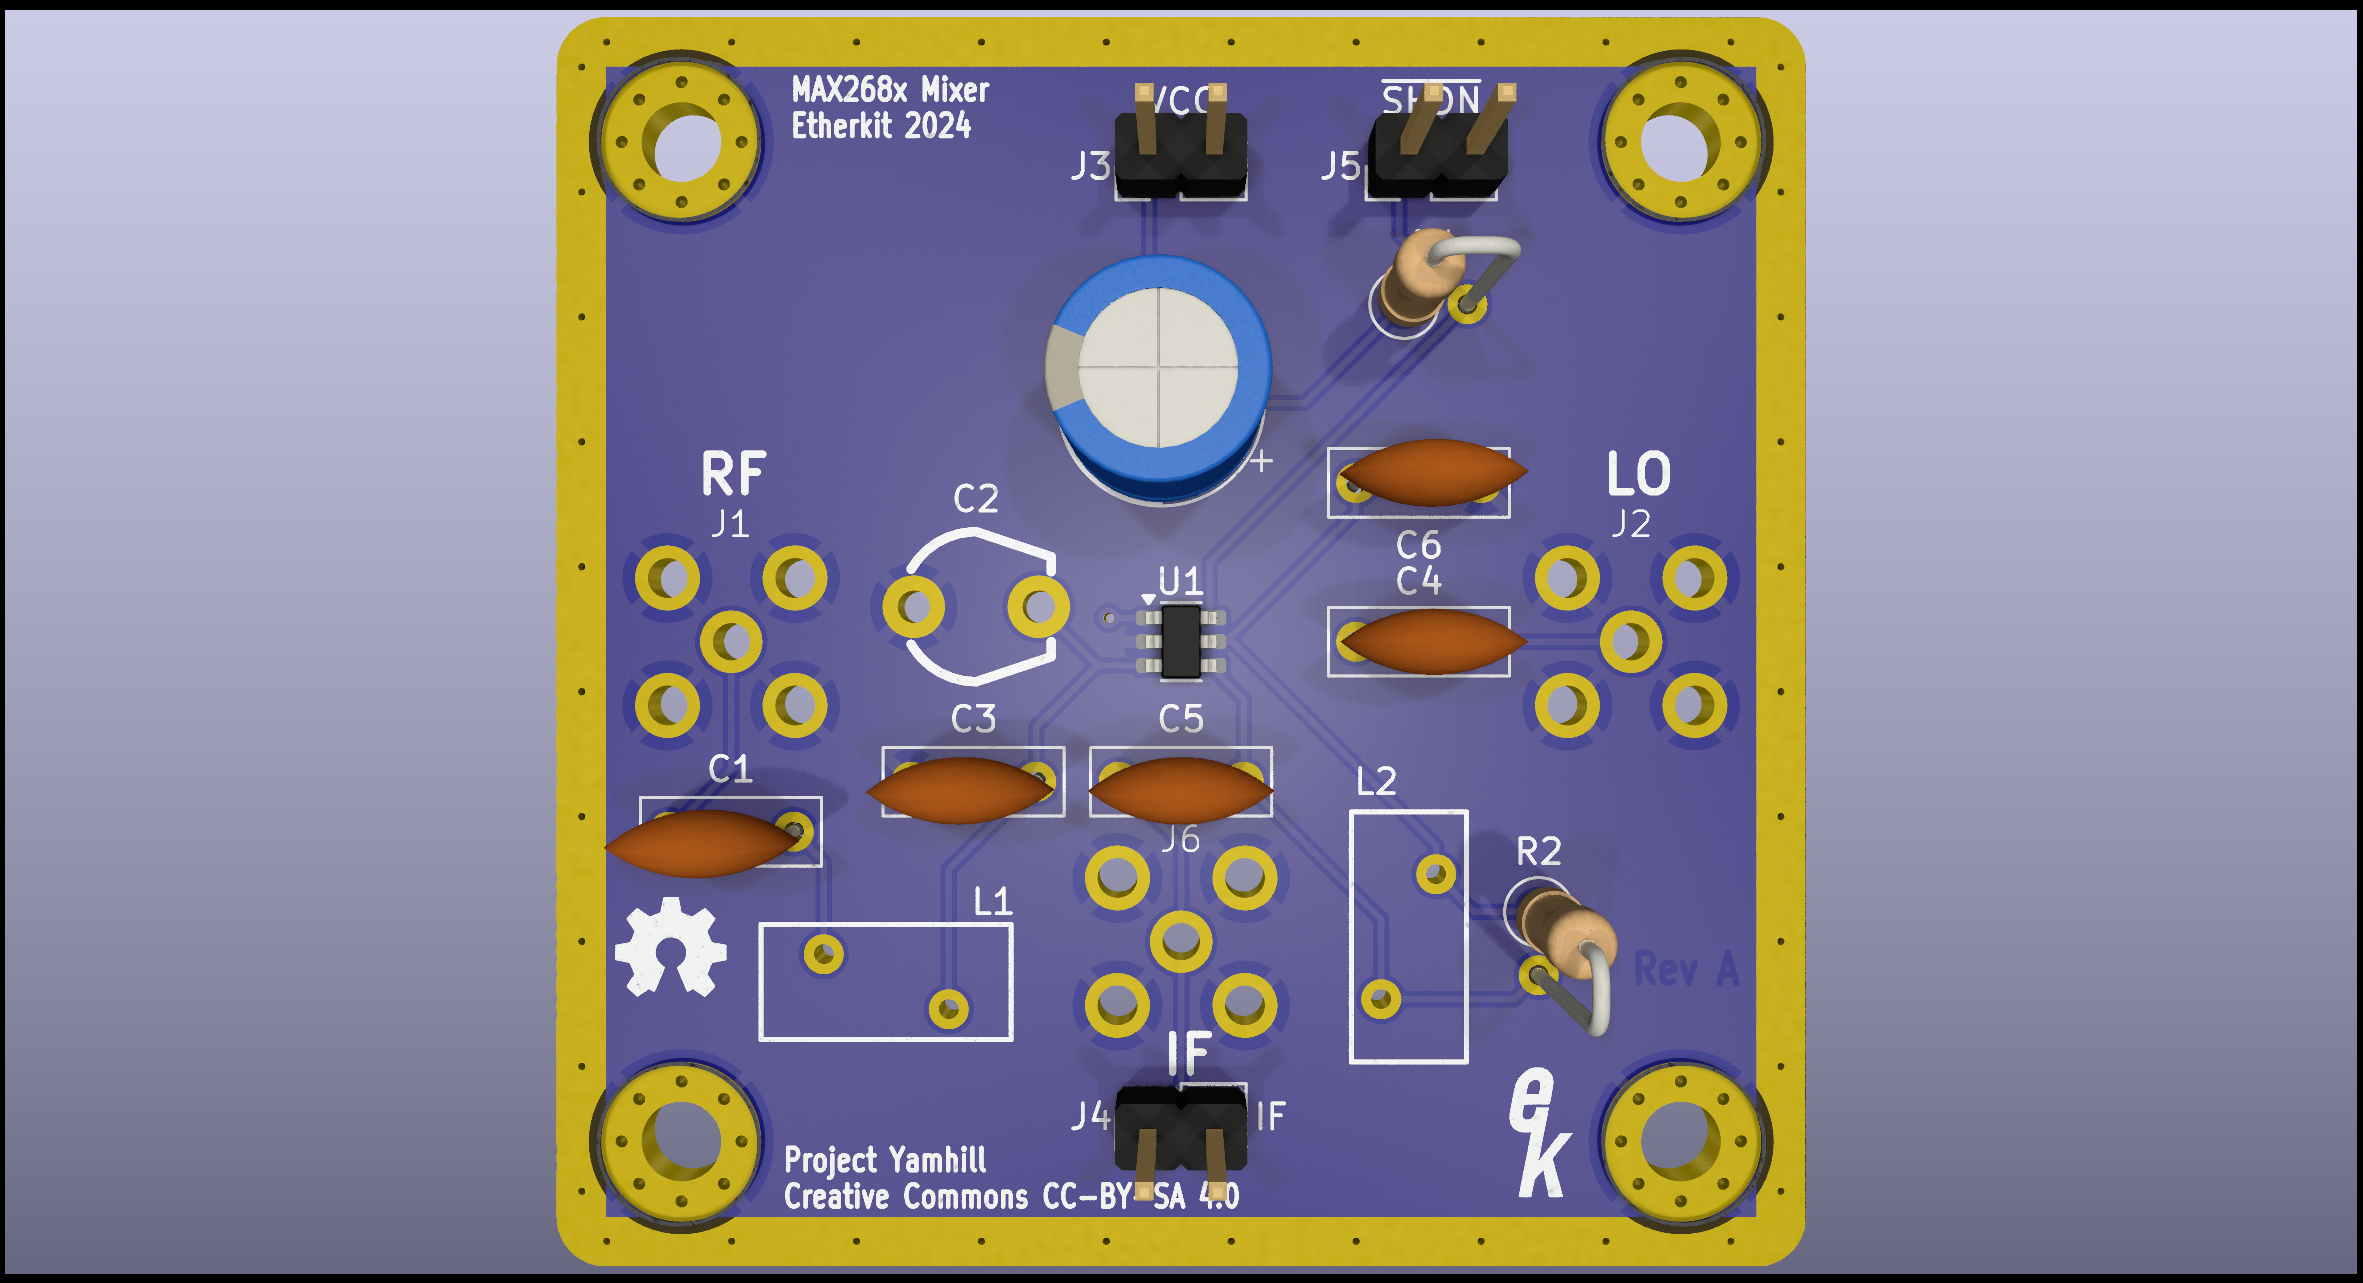 MAX268x Mixer
Etherkit 2024
VCC
SHDN
J3
J5
+
RF
J1
LO
J2
C2
C6
C4
U1
C3
C5
C1
L2
J6
R2
L1
Rev A
IF
J4
IF
ek
Project Yamhill
Creative Commons CC-BY-SA 4.0